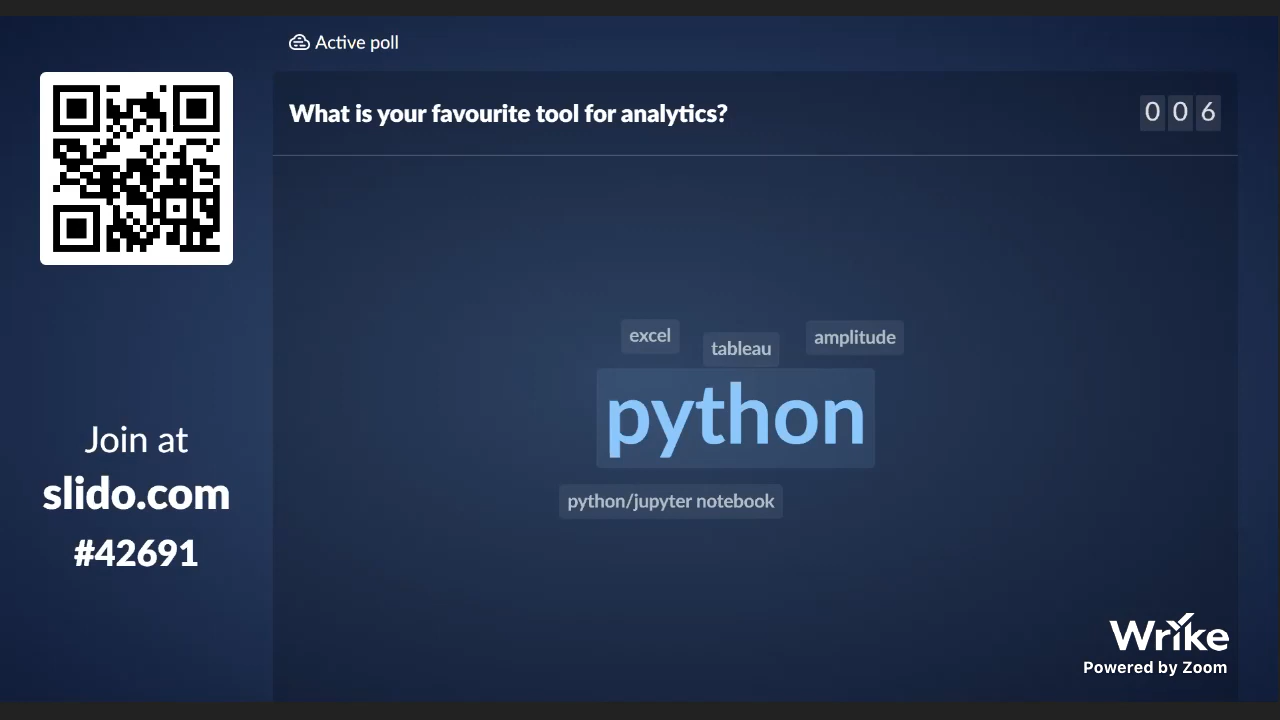 Active poll
What is your favourite tool for analytics?
006
excel
tableau
amplitude
python
python/jupyter notebook
Join at
slido.com
#42691
Wrike
Powered by Zoom